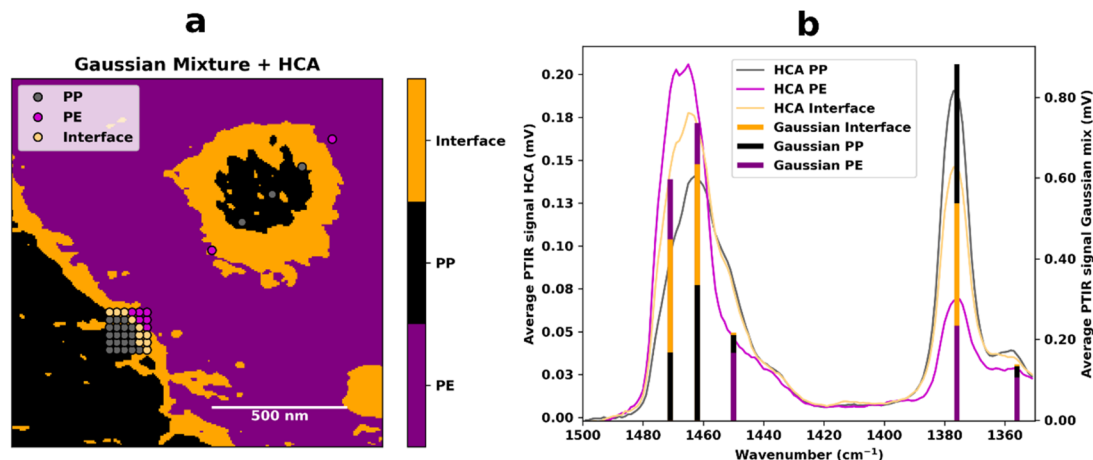 a
Gaussian Mixture + HCA
PP
PE
Interface
500 nm
Interface
PP
PE
b
Average PTIR signal HCA (mV)
0.20
0.18
0.15
0.13
0.10
0.08
0.05
0.03
0.00
HCA PP
HCA PE
HCA Interface
Gaussian Interface
Gaussian PP
Gaussian PE
0.80
0.60
0.40
0.20
0.00
Average PTIR signal Gaussian mix (mV)
1500 1480 1460 1440 1420 1400 1380 1360
Wavenumber (cm⁻¹)